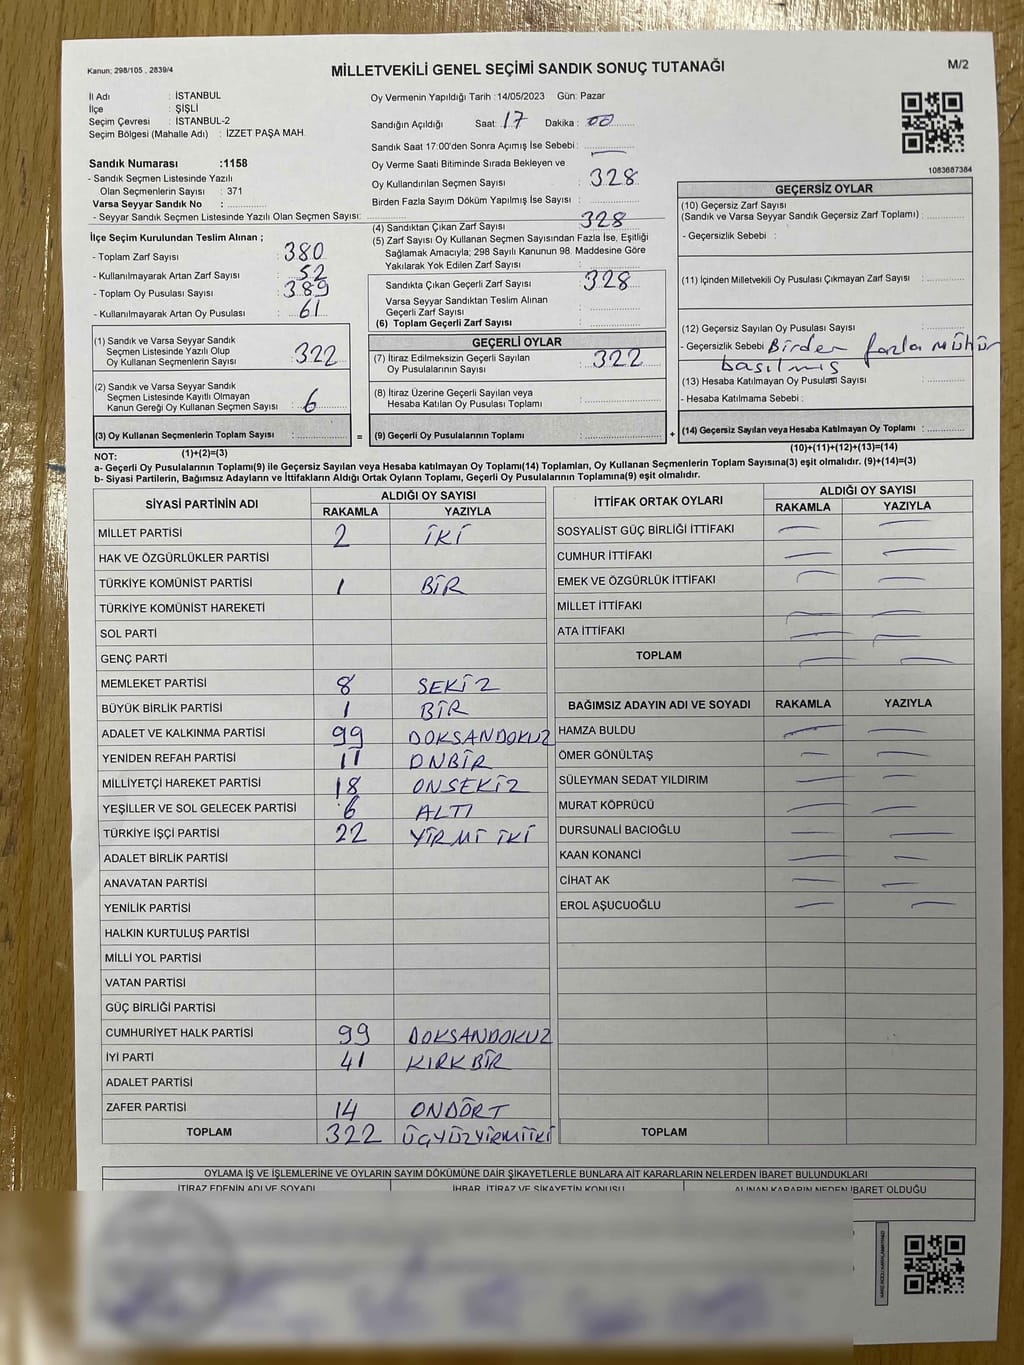 Kanun; 298/105 , 2839/4
MİLLETVEKİLİ GENEL SEÇİMİ SANDIK SONUÇ TUTANAĞI
M/2
İl Adı : İSTANBUL
İlçe : ŞİŞLİ
Seçim Çevresi : İSTANBUL-2
Seçim Bölgesi (Mahalle Adı) : İZZET PAŞA MAH.
Sandık Numarası :1158
- Sandık Seçmen Listesinde Yazılı
Olan Seçmenlerin Sayısı : 371
Varsa Seyyar Sandık No :
- Seyyar Sandık Seçmen Listesinde Yazılı Olan Seçmen Sayısı:
Oy Vermenin Yapıldığı Tarih :14/05/2023 Gün: Pazar
Sandığın Açıldığı Saat: 17 Dakika : 00
Sandık Saat 17:00'den Sonra Açımış İse Sebebi :
Oy Verme Saati Bitiminde Sırada Bekleyen ve
Oy Kullandırılan Seçmen Sayısı : 328
Birden Fazla Sayım Döküm Yapılmış İse Sayısı :
1083687384
İlçe Seçim Kurulundan Teslim Alınan ;
- Toplam Zarf Sayısı : 380
- Kullanılmayarak Artan Zarf Sayısı : 52
- Toplam Oy Pusulası Sayısı : 389
- Kullanılmayarak Artan Oy Pusulası : 61
(1) Sandık ve Varsa Seyyar Sandık
Seçmen Listesinde Yazılı Olup
Oy Kullanan Seçmenlerin Sayısı : 322
(2) Sandık ve Varsa Seyyar Sandık
Seçmen Listesinde Kayıtlı Olmayan
Kanun Gereği Oy Kullanan Seçmen Sayısı : 6
(3) Oy Kullanan Seçmenlerin Toplam Sayısı :
(1)+(2)=(3)
(4) Sandıktan Çıkan Zarf Sayısı : 328
(5) Zarf Sayısı Oy Kullanan Seçmen Sayısından Fazla İse, Eşitliği
Sağlamak Amacıyla; 298 Sayılı Kanunun 98. Maddesine Göre
Yakılarak Yok Edilen Zarf Sayısı :
Sandıkta Çıkan Geçerli Zarf Sayısı : 328
Varsa Seyyar Sandıktan Teslim Alınan
Geçerli Zarf Sayısı :
(6) Toplam Geçerli Zarf Sayısı :
GEÇERLİ OYLAR
(7) İtiraz Edilmeksizin Geçerli Sayılan
Oy Pusulalarının Sayısı : 322
(8) İtiraz Üzerine Geçerli Sayılan veya
Hesaba Katılan Oy Pusulası Toplamı :
= (9) Geçerli Oy Pusulalarının Toplamı :
GEÇERSİZ OYLAR
(10) Geçersiz Zarf Sayısı
(Sandık ve Varsa Seyyar Sandık Geçersiz Zarf Toplamı) :
- Geçersizlik Sebebi :
(11) İçinden Milletvekili Oy Pusulası Çıkmayan Zarf Sayısı :
(12) Geçersiz Sayılan Oy Pusulası Sayısı :
- Geçersizlik Sebebi Birden fazla mühür
basılmış
(13) Hesaba Katılmayan Oy Pusulası Sayısı :
- Hesaba Katılmama Sebebi :
+ (14) Geçersiz Sayılan veya Hesaba Katılmayan Oy Toplamı :
(10)+(11)+(12)+(13)=(14)
NOT:
a- Geçerli Oy Pusulalarının Toplamı(9) ile Geçersiz Sayılan veya Hesaba katılmayan Oy Toplamı(14) Toplamları, Oy Kullanan Seçmenlerin Toplam Sayısına(3) eşit olmalıdır. (9)+(14)=(3)
b- Siyasi Partilerin, Bağımsız Adayların ve İttifakların Aldığı Ortak Oyların Toplamı, Geçerli Oy Pusulalarının Toplamına(9) eşit olmalıdır.
SİYASİ PARTİNİN ADI ALDIĞI OY SAYISI
RAKAMLA YAZIYLA
MİLLET PARTİSİ 2 İKİ
HAK VE ÖZGÜRLÜKLER PARTİSİ
TÜRKİYE KOMÜNİST PARTİSİ 1 BİR
TÜRKİYE KOMÜNİST HAREKETİ
SOL PARTİ
GENÇ PARTİ
MEMLEKET PARTİSİ 8 SEKİZ
BÜYÜK BİRLİK PARTİSİ 1 BİR
ADALET VE KALKINMA PARTİSİ 99 DOKSANDOKUZ
YENİDEN REFAH PARTİSİ 11 ONBİR
MİLLİYETÇİ HAREKET PARTİSİ 18 ONSEKİZ
YEŞİLLER VE SOL GELECEK PARTİSİ 6 ALTI
TÜRKİYE İŞÇİ PARTİSİ 22 YİRMİ İKİ
ADALET BİRLİK PARTİSİ
ANAVATAN PARTİSİ
YENİLİK PARTİSİ
HALKIN KURTULUŞ PARTİSİ
MİLLİ YOL PARTİSİ
VATAN PARTİSİ
GÜÇ BİRLİĞİ PARTİSİ
CUMHURİYET HALK PARTİSİ 99 DOKSANDOKUZ
İYİ PARTİ 41 KIRKBİR
ADALET PARTİSİ
ZAFER PARTİSİ 14 ONDÖRT
TOPLAM 322 ÜÇYÜZYİRMİİKİ
İTTİFAK ORTAK OYLARI ALDIĞI OY SAYISI
RAKAMLA YAZIYLA
SOSYALİST GÜÇ BİRLİĞİ İTTİFAKI
CUMHUR İTTİFAKI
EMEK VE ÖZGÜRLÜK İTTİFAKI
MİLLET İTTİFAKI
ATA İTTİFAKI
TOPLAM
BAĞIMSIZ ADAYIN ADI VE SOYADI RAKAMLA YAZIYLA
HAMZA BULDU
ÖMER GÖNÜLTAŞ
SÜLEYMAN SEDAT YILDIRIM
MURAT KÖPRÜCÜ
DURSUNALİ BACIOĞLU
KAAN KONANCİ
CİHAT AK
EROL AŞUCUOĞLU
TOPLAM
OYLAMA İŞ VE İŞLEMLERİNE VE OYLARIN SAYIM DÖKÜMÜNE DAİR ŞİKAYETLERLE BUNLARA AİT KARARLARIN NELERDEN İBARET BULUNDUKLARI
İTİRAZ EDENİN ADI VE SOYADI İHBAR, İTİRAZ VE ŞİKAYETİN KONUSU ALINAN KARARIN NEDEN İBARET OLDUĞU